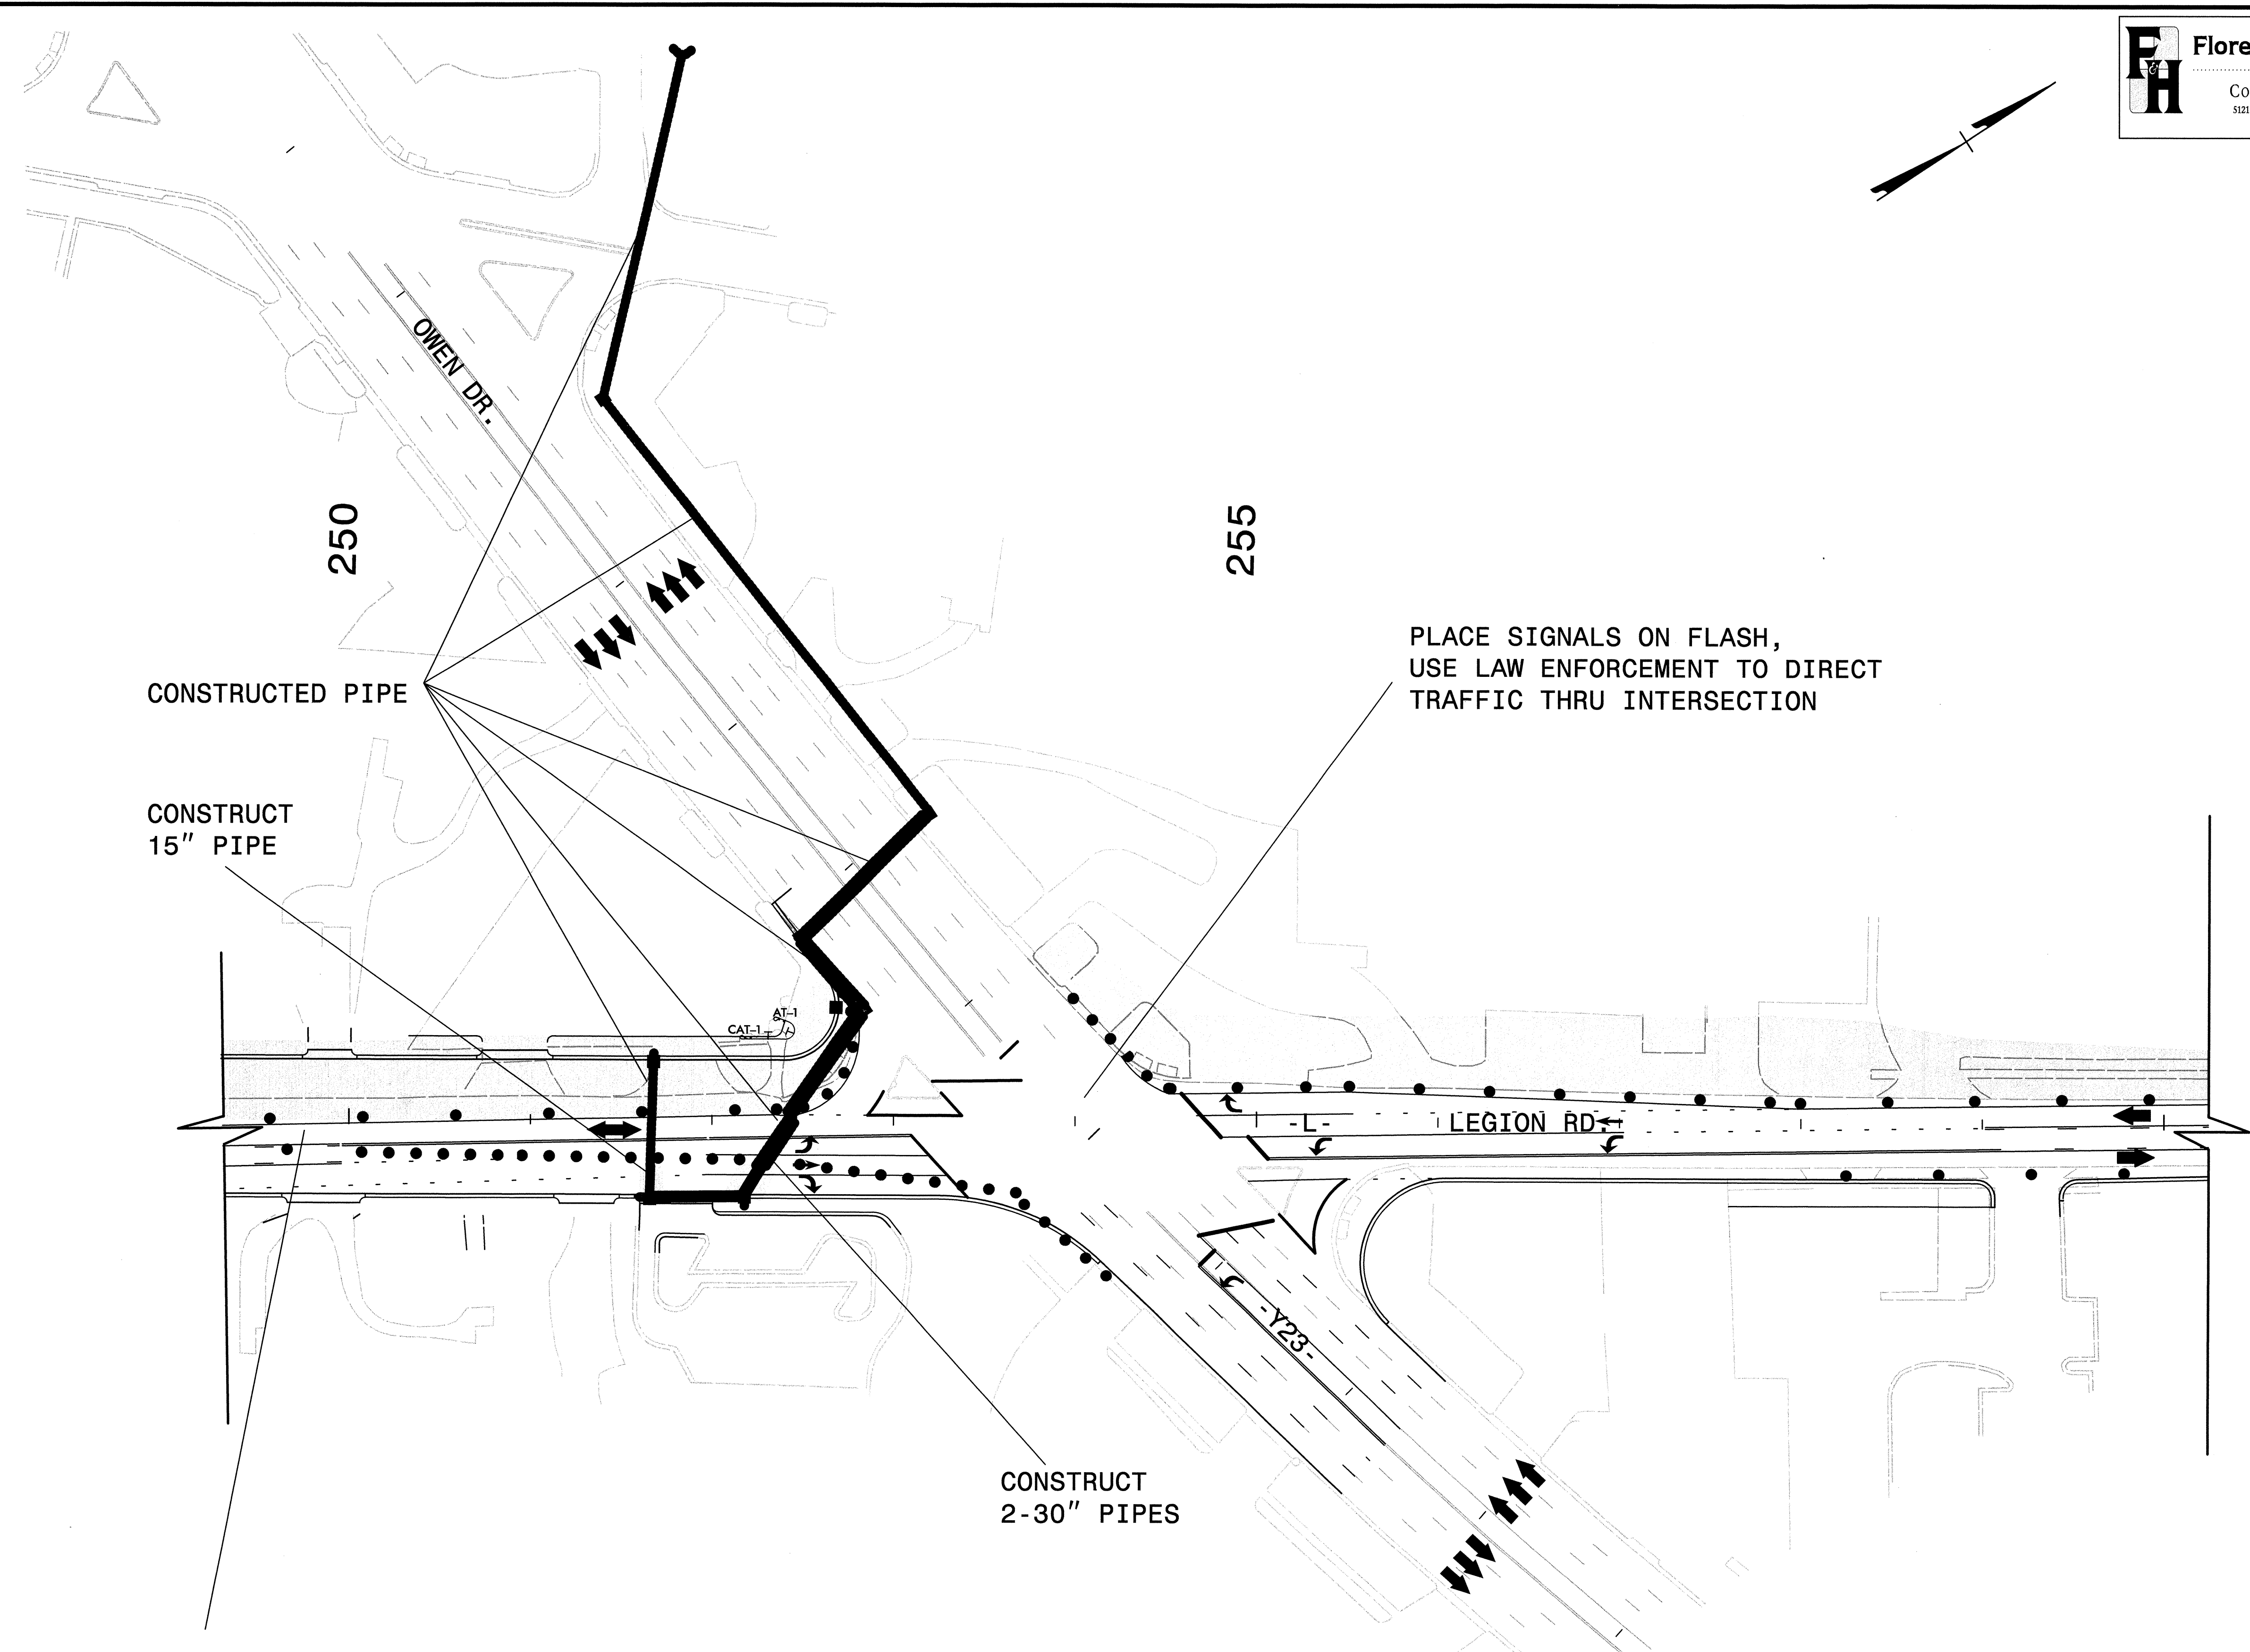 F&H
Flore
Co
5121
OWEN DR.
250
255
PLACE SIGNALS ON FLASH,
USE LAW ENFORCEMENT TO DIRECT
TRAFFIC THRU INTERSECTION
CONSTRUCTED PIPE
CONSTRUCT
15" PIPE
AT-1
CAT-1
-L-
LEGION RD.
-Y23-
CONSTRUCT
2-30" PIPES